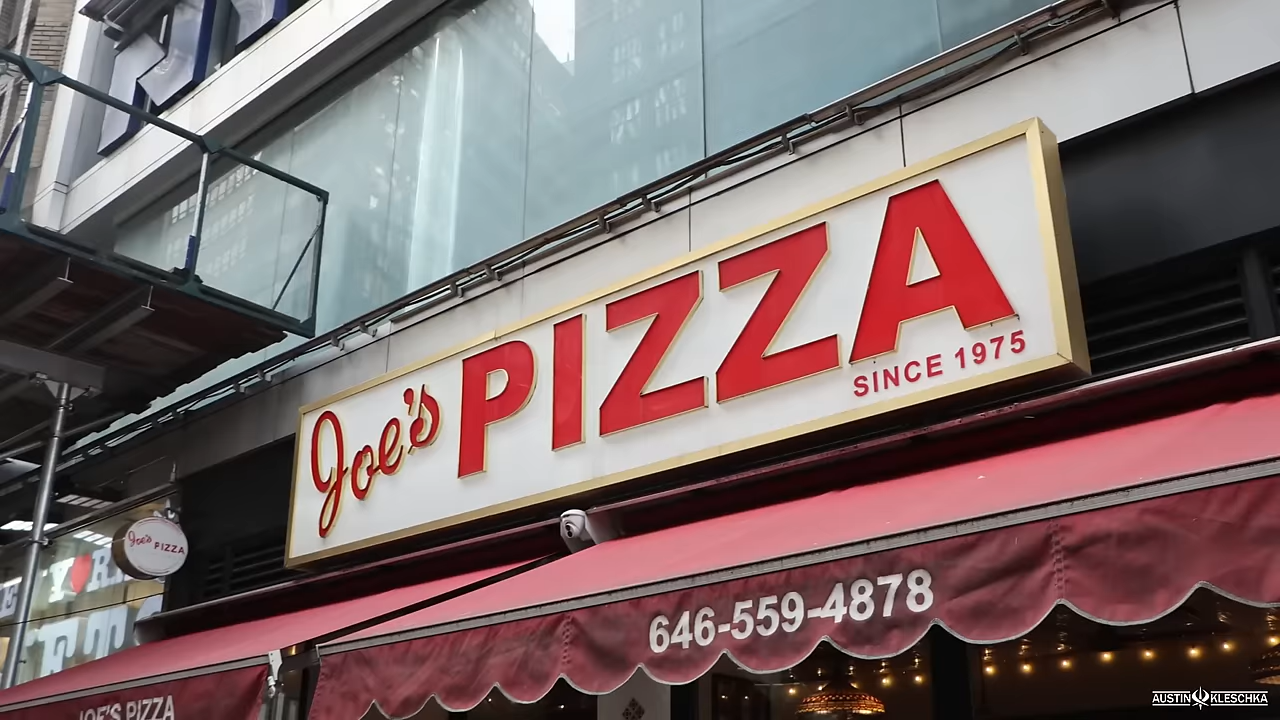 Joe's PIZZA
SINCE 1975
Joe's PIZZA
646-559-4878
JOE'S PIZZA
AUSTIN KLESCHKA